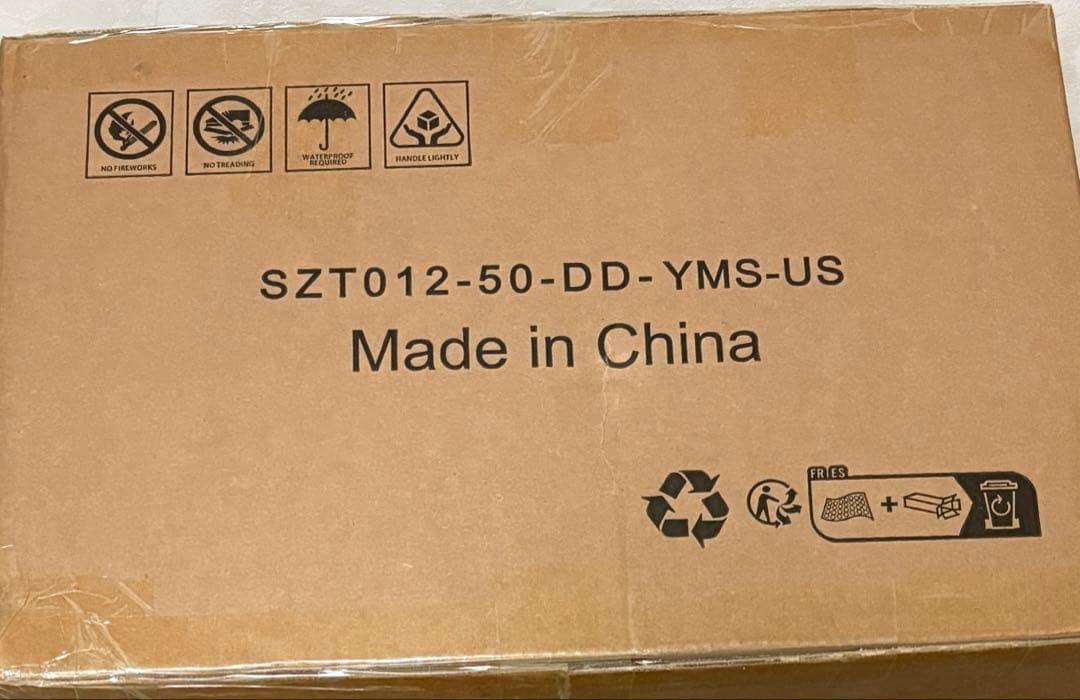 NO FIREWORKS
NO TREADING
WATERPROOF
REQUIRED
HANDLE LIGHTLY
SZT012-50-DD-YMS-US
Made in China
FR ES